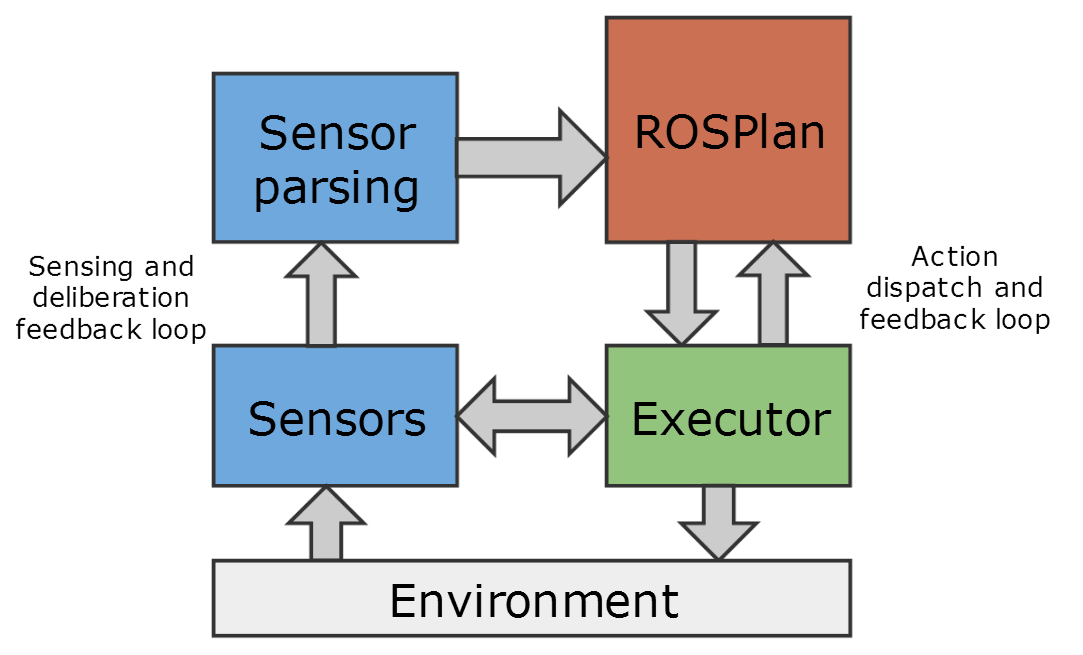 Sensor
parsing
ROSPlan
Sensing and
deliberation
feedback loop
Action
dispatch and
feedback loop
Sensors
Executor
Environment